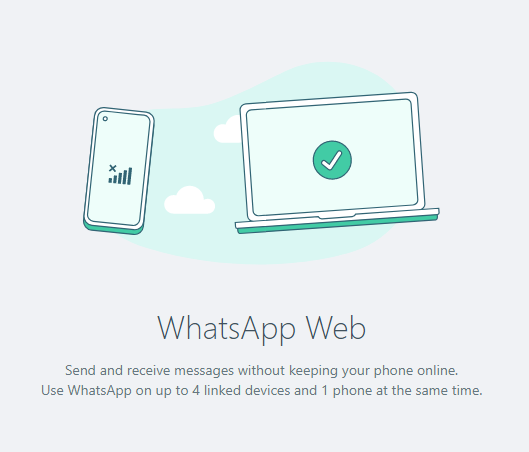 WhatsApp Web
Send and receive messages without keeping your phone online.
Use WhatsApp on up to 4 linked devices and 1 phone at the same time.